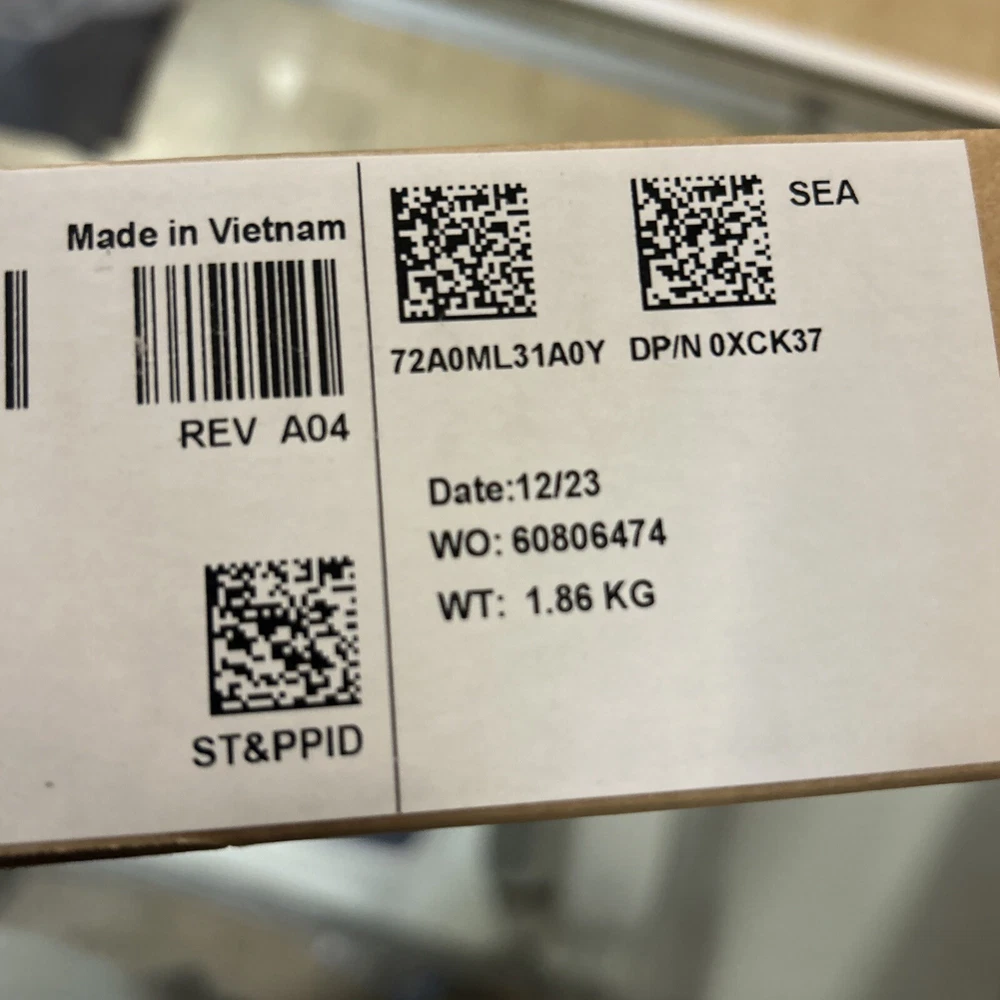 Made in Vietnam
REV A04
ST&PPID
SEA
72A0ML31A0Y DP/N 0XCK37
Date:12/23
WO: 60806474
WT: 1.86 KG